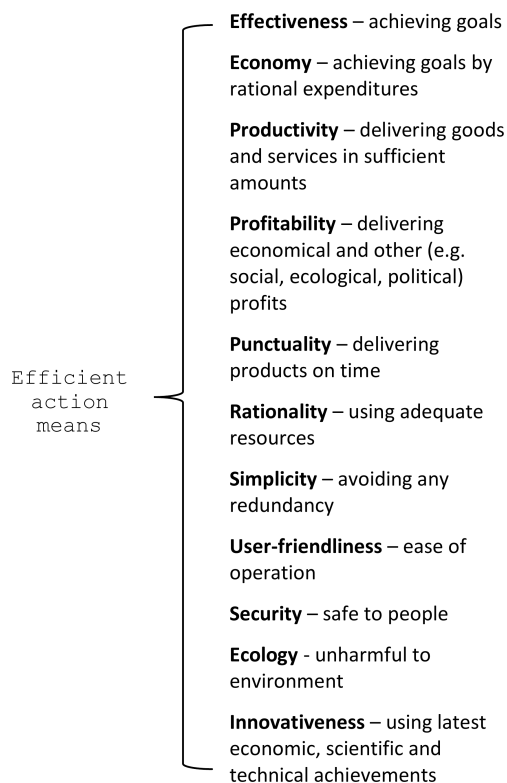 Efficient
action
means
Effectiveness – achieving goals
Economy – achieving goals by
rational expenditures
Productivity – delivering goods
and services in sufficient
amounts
Profitability – delivering
economical and other (e.g.
social, ecological, political)
profits
Punctuality – delivering
products on time
Rationality – using adequate
resources
Simplicity – avoiding any
redundancy
User-friendliness – ease of
operation
Security – safe to people
Ecology - unharmful to
environment
Innovativeness – using latest
economic, scientific and
technical achievements